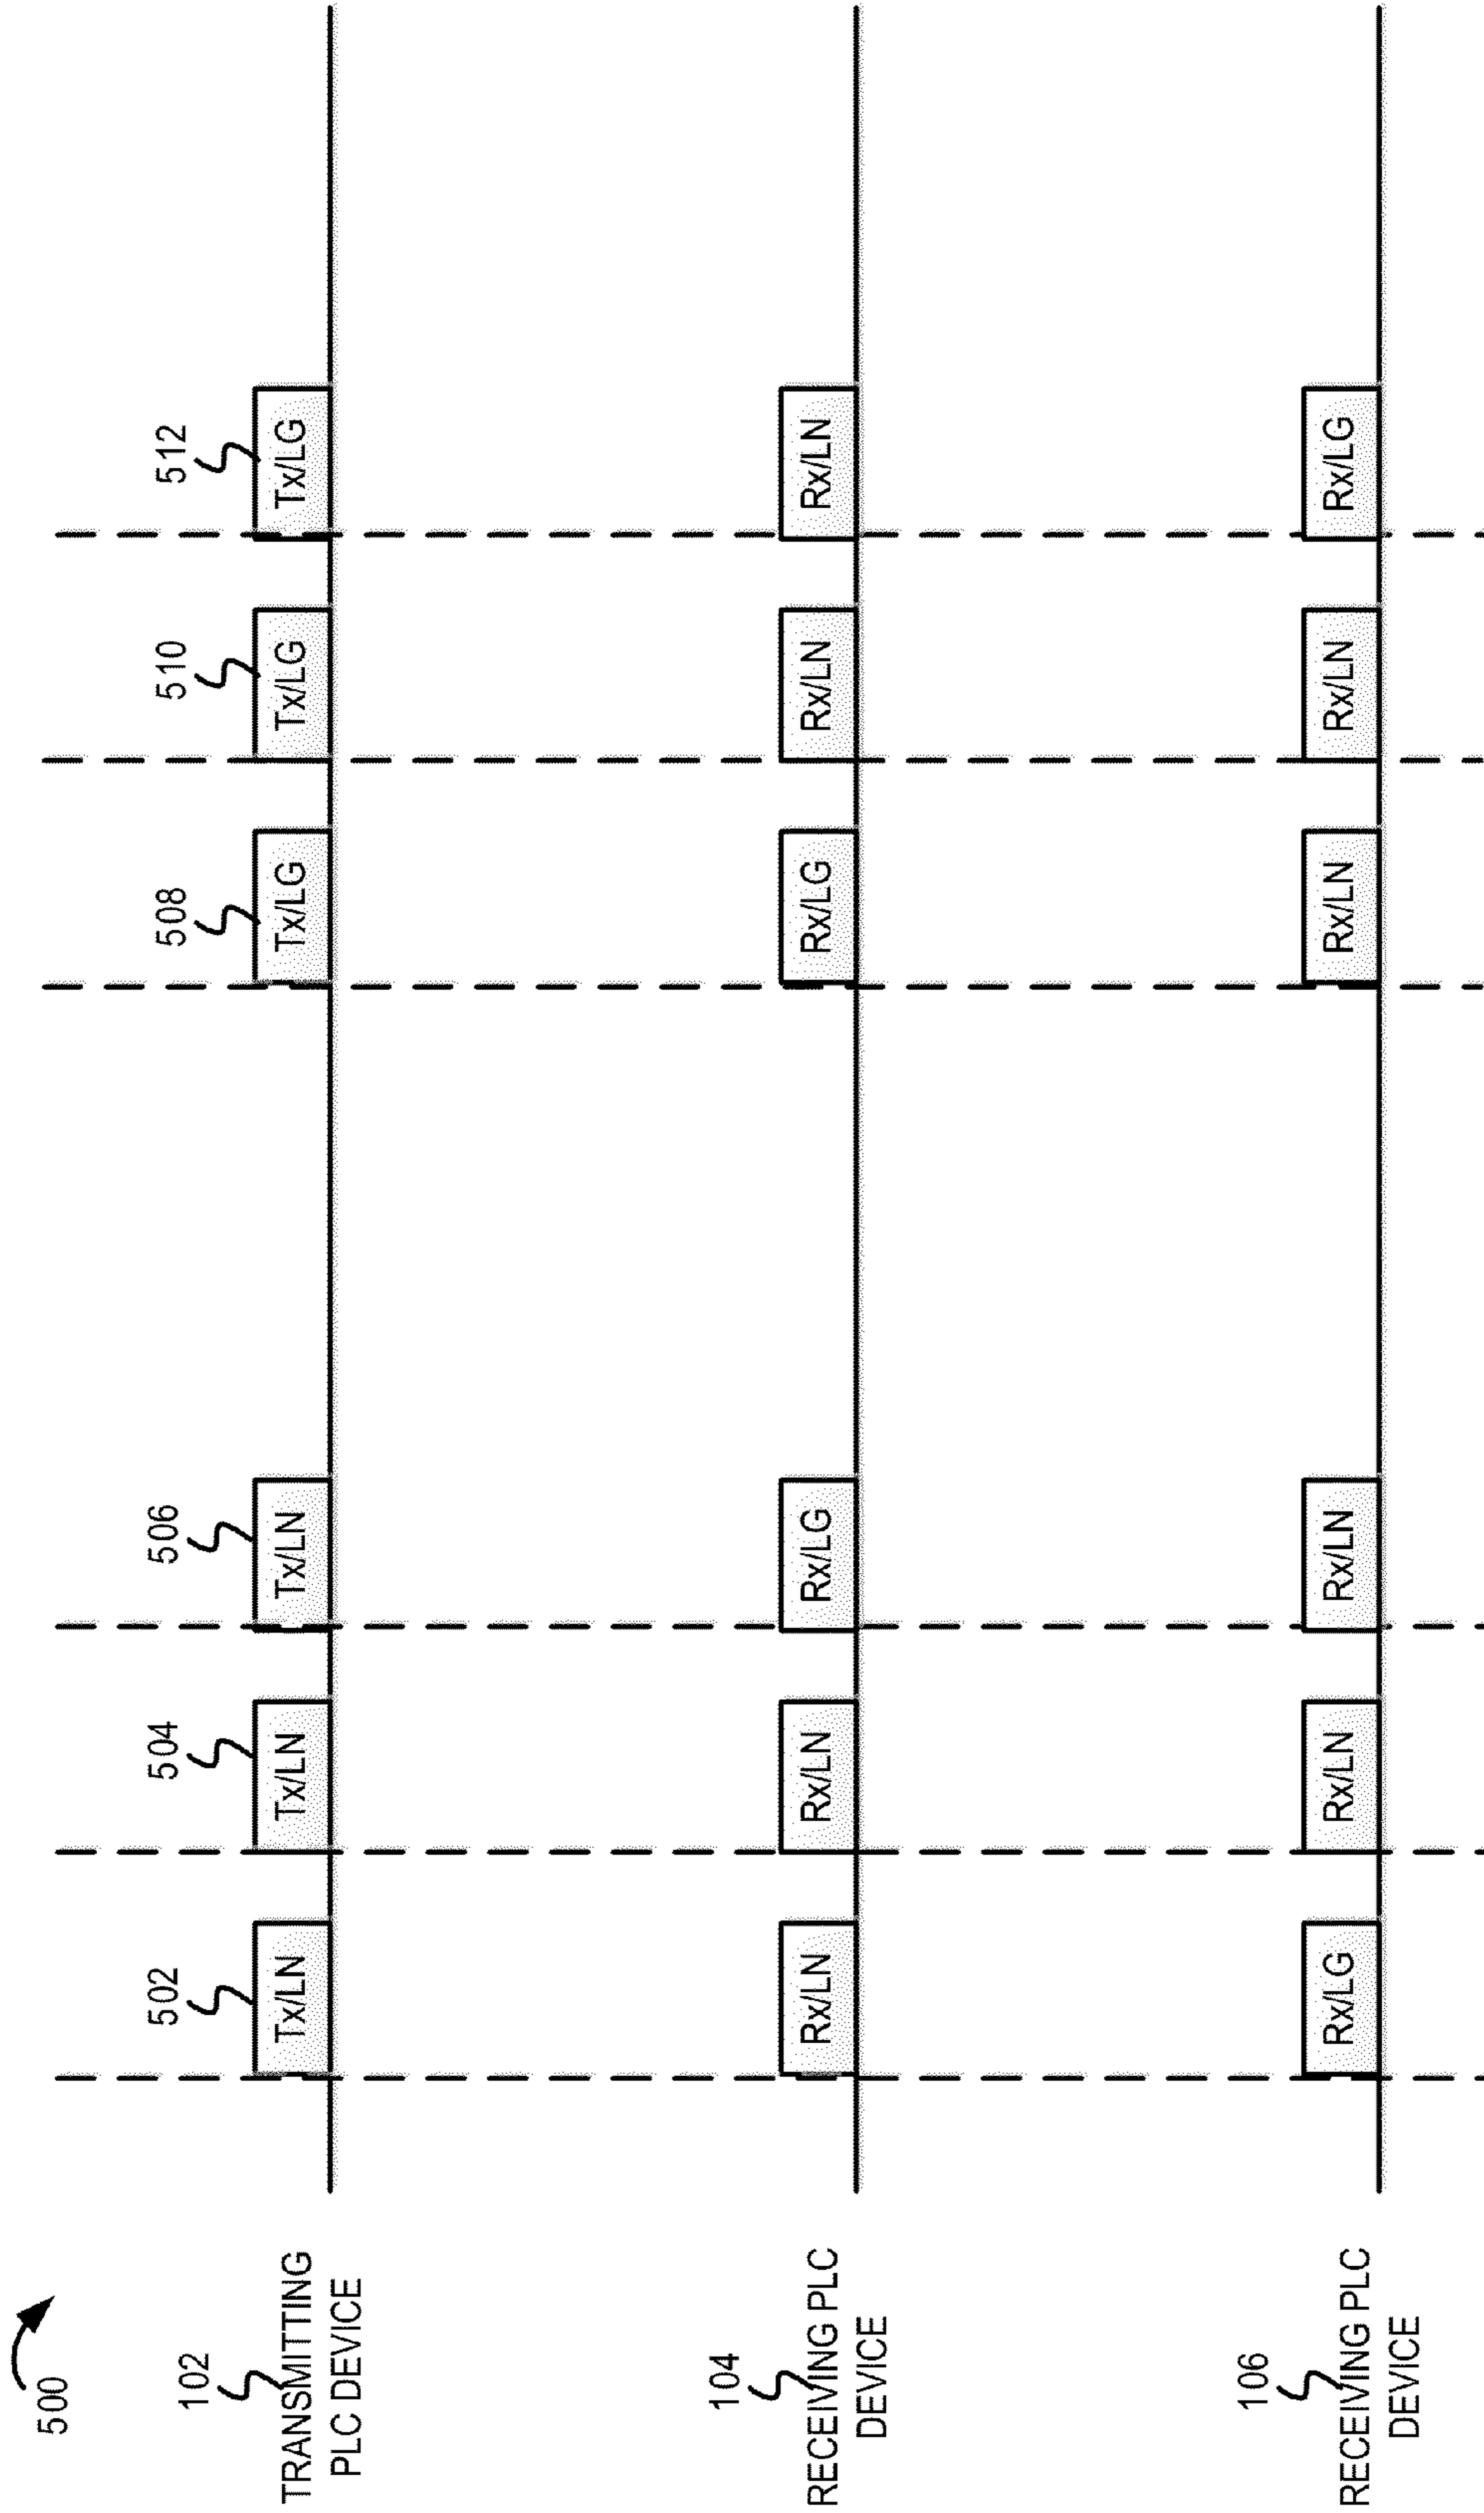 500
502
504
506
508
510
512
102
TRANSMITTING
PLC DEVICE
Tx/LN
Tx/LN
Tx/LN
Tx/LG
Tx/LG
Tx/LG
104
RECEIVING PLC
DEVICE
Rx/LN
Rx/LN
Rx/LG
Rx/LG
Rx/LN
Rx/LN
106
RECEIVING PLC
DEVICE
Rx/LG
Rx/LN
Rx/LN
Rx/LN
Rx/LN
Rx/LG